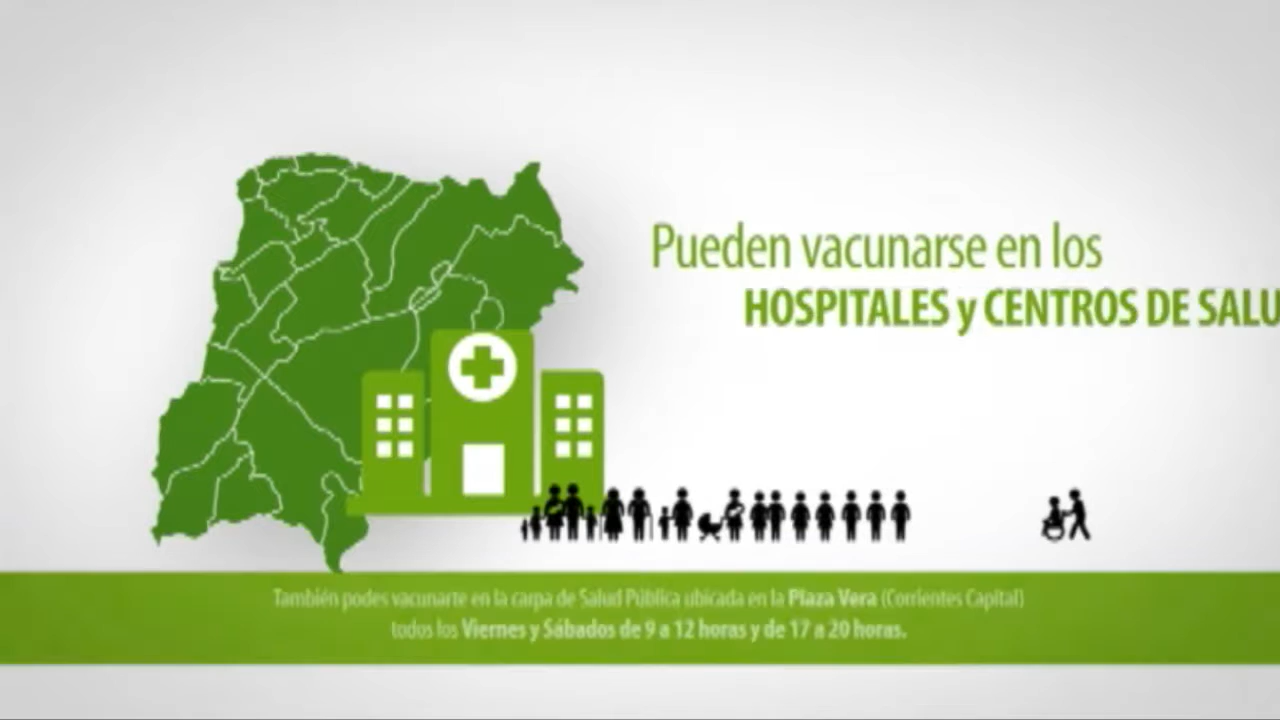 Pueden vacunarse en los
HOSPITALES y CENTROS DE SALU
También podes vacunarte en la carpa de Salud Pública ubicada en la Plaza Vera (Corrientes Capital)
todos los Viernes y Sábados de 9 a 12 horas y de 17 a 20 horas.